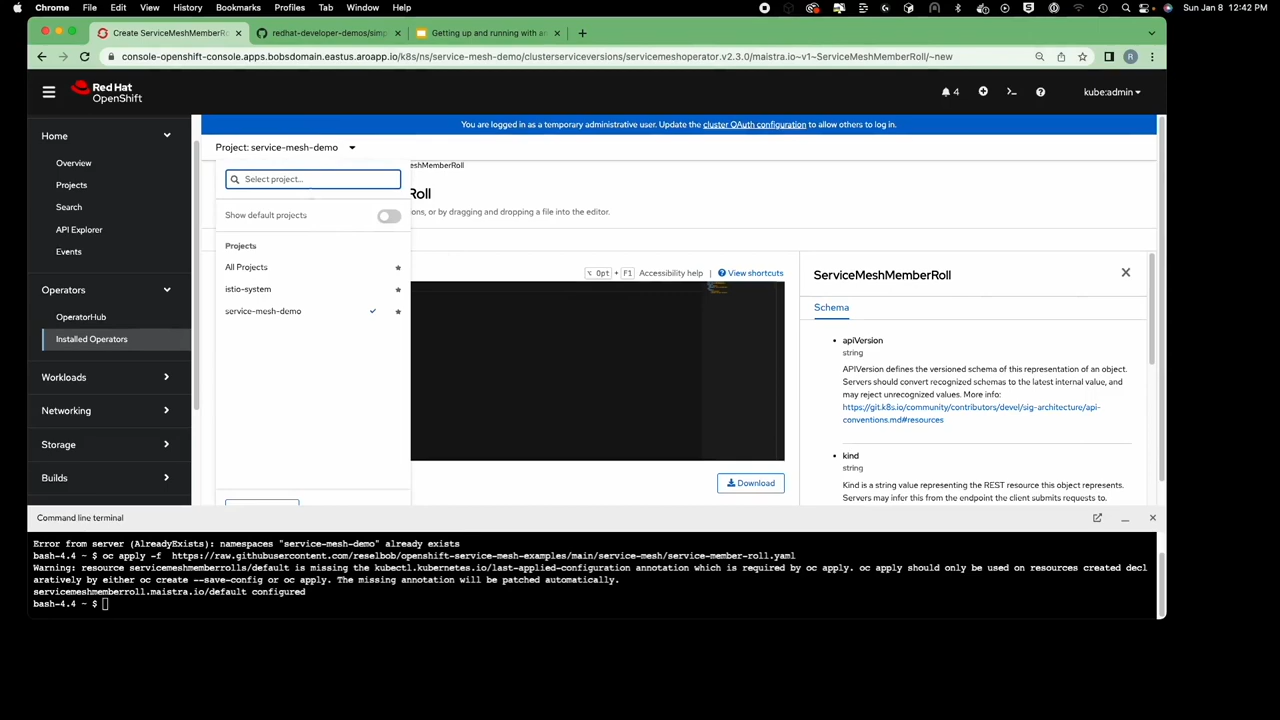 Chrome File Edit View History Bookmarks Profiles Tab Window Help Sun Jan 8 12:42 PM
Create ServiceMeshMemberRo × redhat-developer-demos/simp × Getting up and running with an × +
console-openshift-console.apps.bobsdomain.eastus.aroapp.io/k8s/ns/service-mesh-demo/clusterserviceversions/servicemeshoperator.v2.3.0/maistra.io~v1~ServiceMeshMemberRoll/~new R
Red Hat
OpenShift
4 kube:admin
You are logged in as a temporary administrative user. Update the cluster OAuth configuration to allow others to log in.
Home
Overview
Projects
Search
API Explorer
Events
Operators
OperatorHub
Installed Operators
Workloads
Networking
Storage
Builds
Project: service-mesh-demo
Select project...
Show default projects
Projects
All Projects
istio-system
service-mesh-demo
eshMemberRoll
Roll
ons, or by dragging and dropping a file into the editor.
⌥ Opt + F1 Accessibility help | View shortcuts
Download
ServiceMeshMemberRoll
Schema
• apiVersion
string
APIVersion defines the versioned schema of this representation of an object.
Servers should convert recognized schemas to the latest internal value, and
may reject unrecognized values. More info:
https://git.k8s.io/community/contributors/devel/sig-architecture/api-
conventions.md#resources
• kind
string
Kind is a string value representing the REST resource this object represents.
Servers may infer this from the endpoint the client submits requests to.
Command line terminal
Error from server (AlreadyExists): namespaces "service-mesh-demo" already exists
bash-4.4 ~ $ oc apply -f https://raw.githubusercontent.com/reselbob/openshift-service-mesh-examples/main/service-mesh/service-member-roll.yaml
Warning: resource servicemeshmemberrolls/default is missing the kubectl.kubernetes.io/last-applied-configuration annotation which is required by oc apply. oc apply should only be used on resources created decl
aratively by either oc create --save-config or oc apply. The missing annotation will be patched automatically.
servicemeshmemberroll.maistra.io/default configured
bash-4.4 ~ $